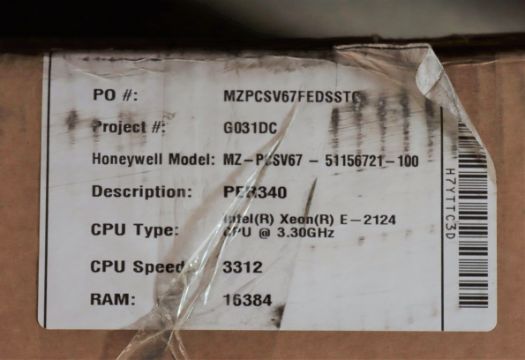 PO #: MZPCSV67FEDSSTC
Project #: G031DC
Honeywell Model: MZ-PCSV67 - 51156721-100
Description: PER340
CPU Type: Intel(R) Xeon(R) E-2124
CPU @ 3.30GHz
CPU Speed: 3312
RAM: 16384
H7YTTC3D